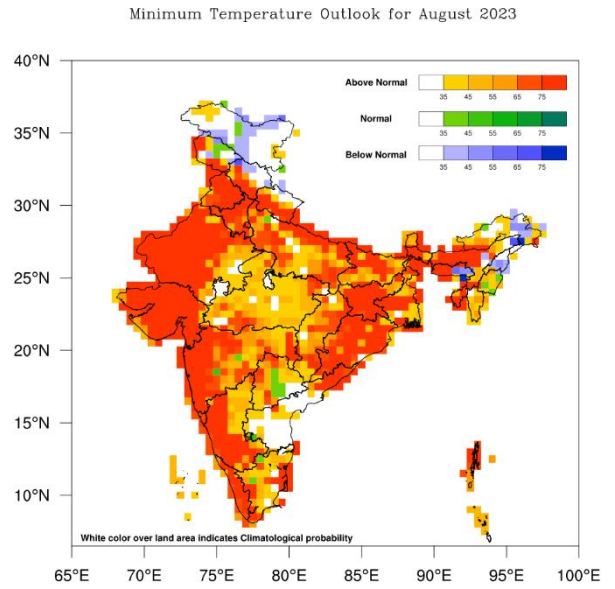 Minimum Temperature Outlook for August 2023
40°N
35°N
30°N
25°N
20°N
15°N
10°N
Above Normal
35 45 55 65 75
Normal
35 45 55 65 75
Below Normal
35 45 55 65 75
White color over land area indicates Climatological probability
65°E 70°E 75°E 80°E 85°E 90°E 95°E 100°E